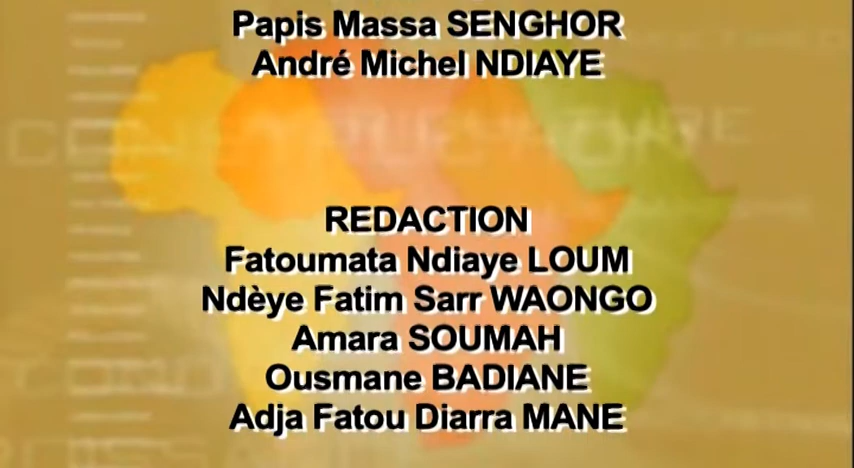 Papis Massa SENGHOR
André Michel NDIAYE
REDACTION
Fatoumata Ndiaye LOUM
Ndèye Fatim Sarr WAONGO
Amara SOUMAH
Ousmane BADIANE
Adja Fatou Diarra MANE